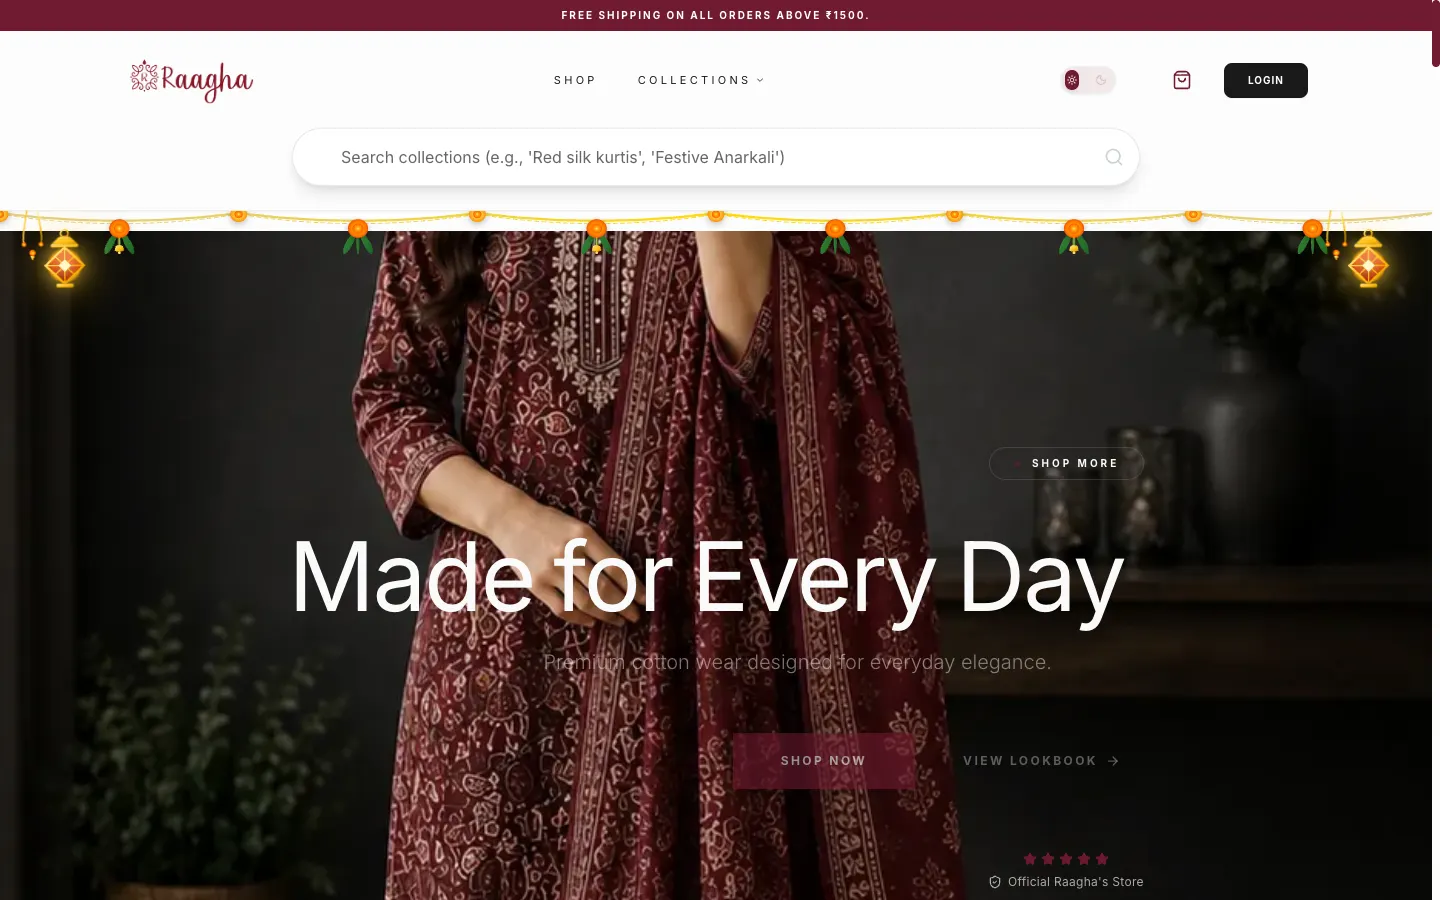 FREE SHIPPING ON ALL ORDERS ABOVE ₹1500.
Raagha
SHOP
COLLECTIONS
LOGIN
Search collections (e.g., 'Red silk kurtis', 'Festive Anarkali')
SHOP MORE
Made for Every Day
Premium cotton wear designed for everyday elegance.
SHOP NOW
VIEW LOOKBOOK →
Official Raagha's Store